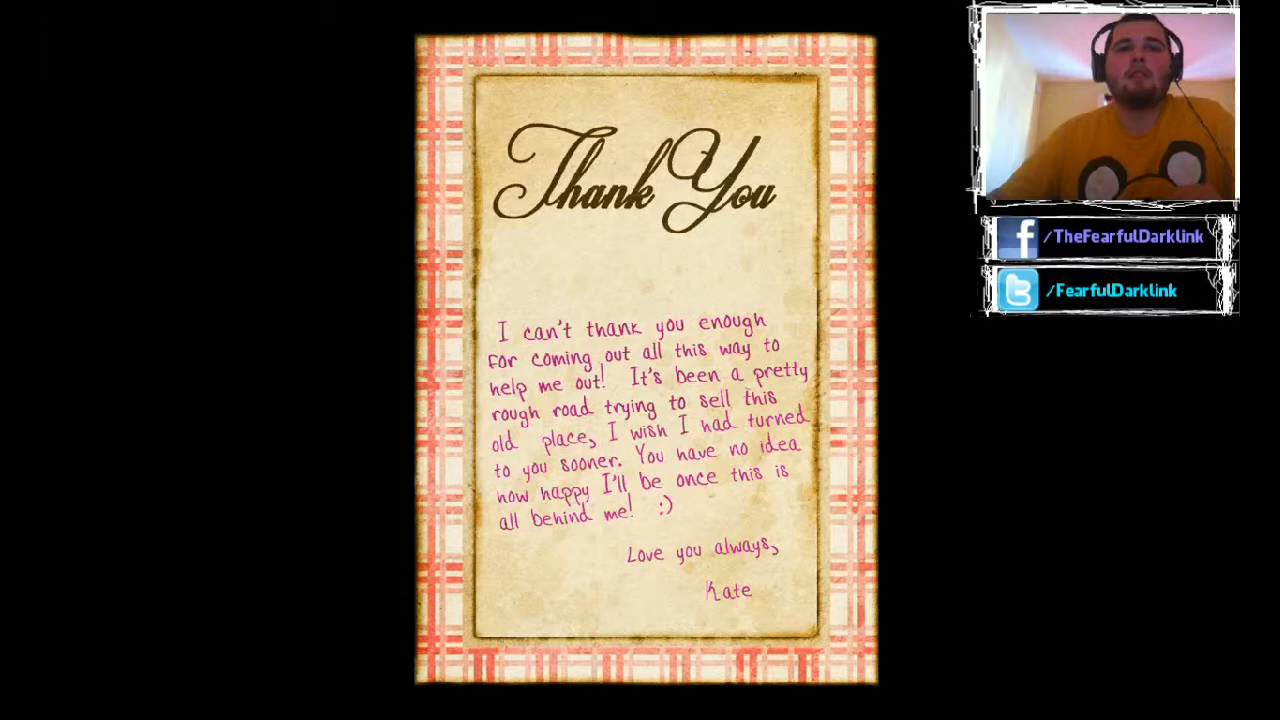 Thank You
I can't thank you enough
for coming out all this way to
help me out! It's been a pretty
rough road trying to sell this
old place, I wish I had turned
to you sooner. You have no idea
how happy I'll be once this is
all behind me! :)
Love you always,
Kate
/TheFearfulDarklink
/FearfulDarklink